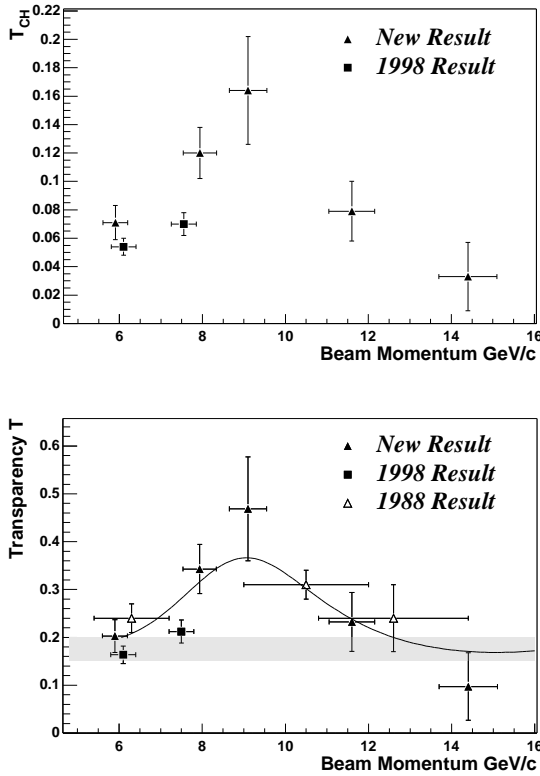 T_CH
0.22
0.2
0.18
0.16
0.14
0.12
0.1
0.08
0.06
0.04
0.02
0
New Result
1998 Result
6 8 10 12 14 16
Beam Momentum GeV/c
Transparency T
0.6
0.5
0.4
0.3
0.2
0.1
0
New Result
1998 Result
1988 Result
6 8 10 12 14 16
Beam Momentum GeV/c